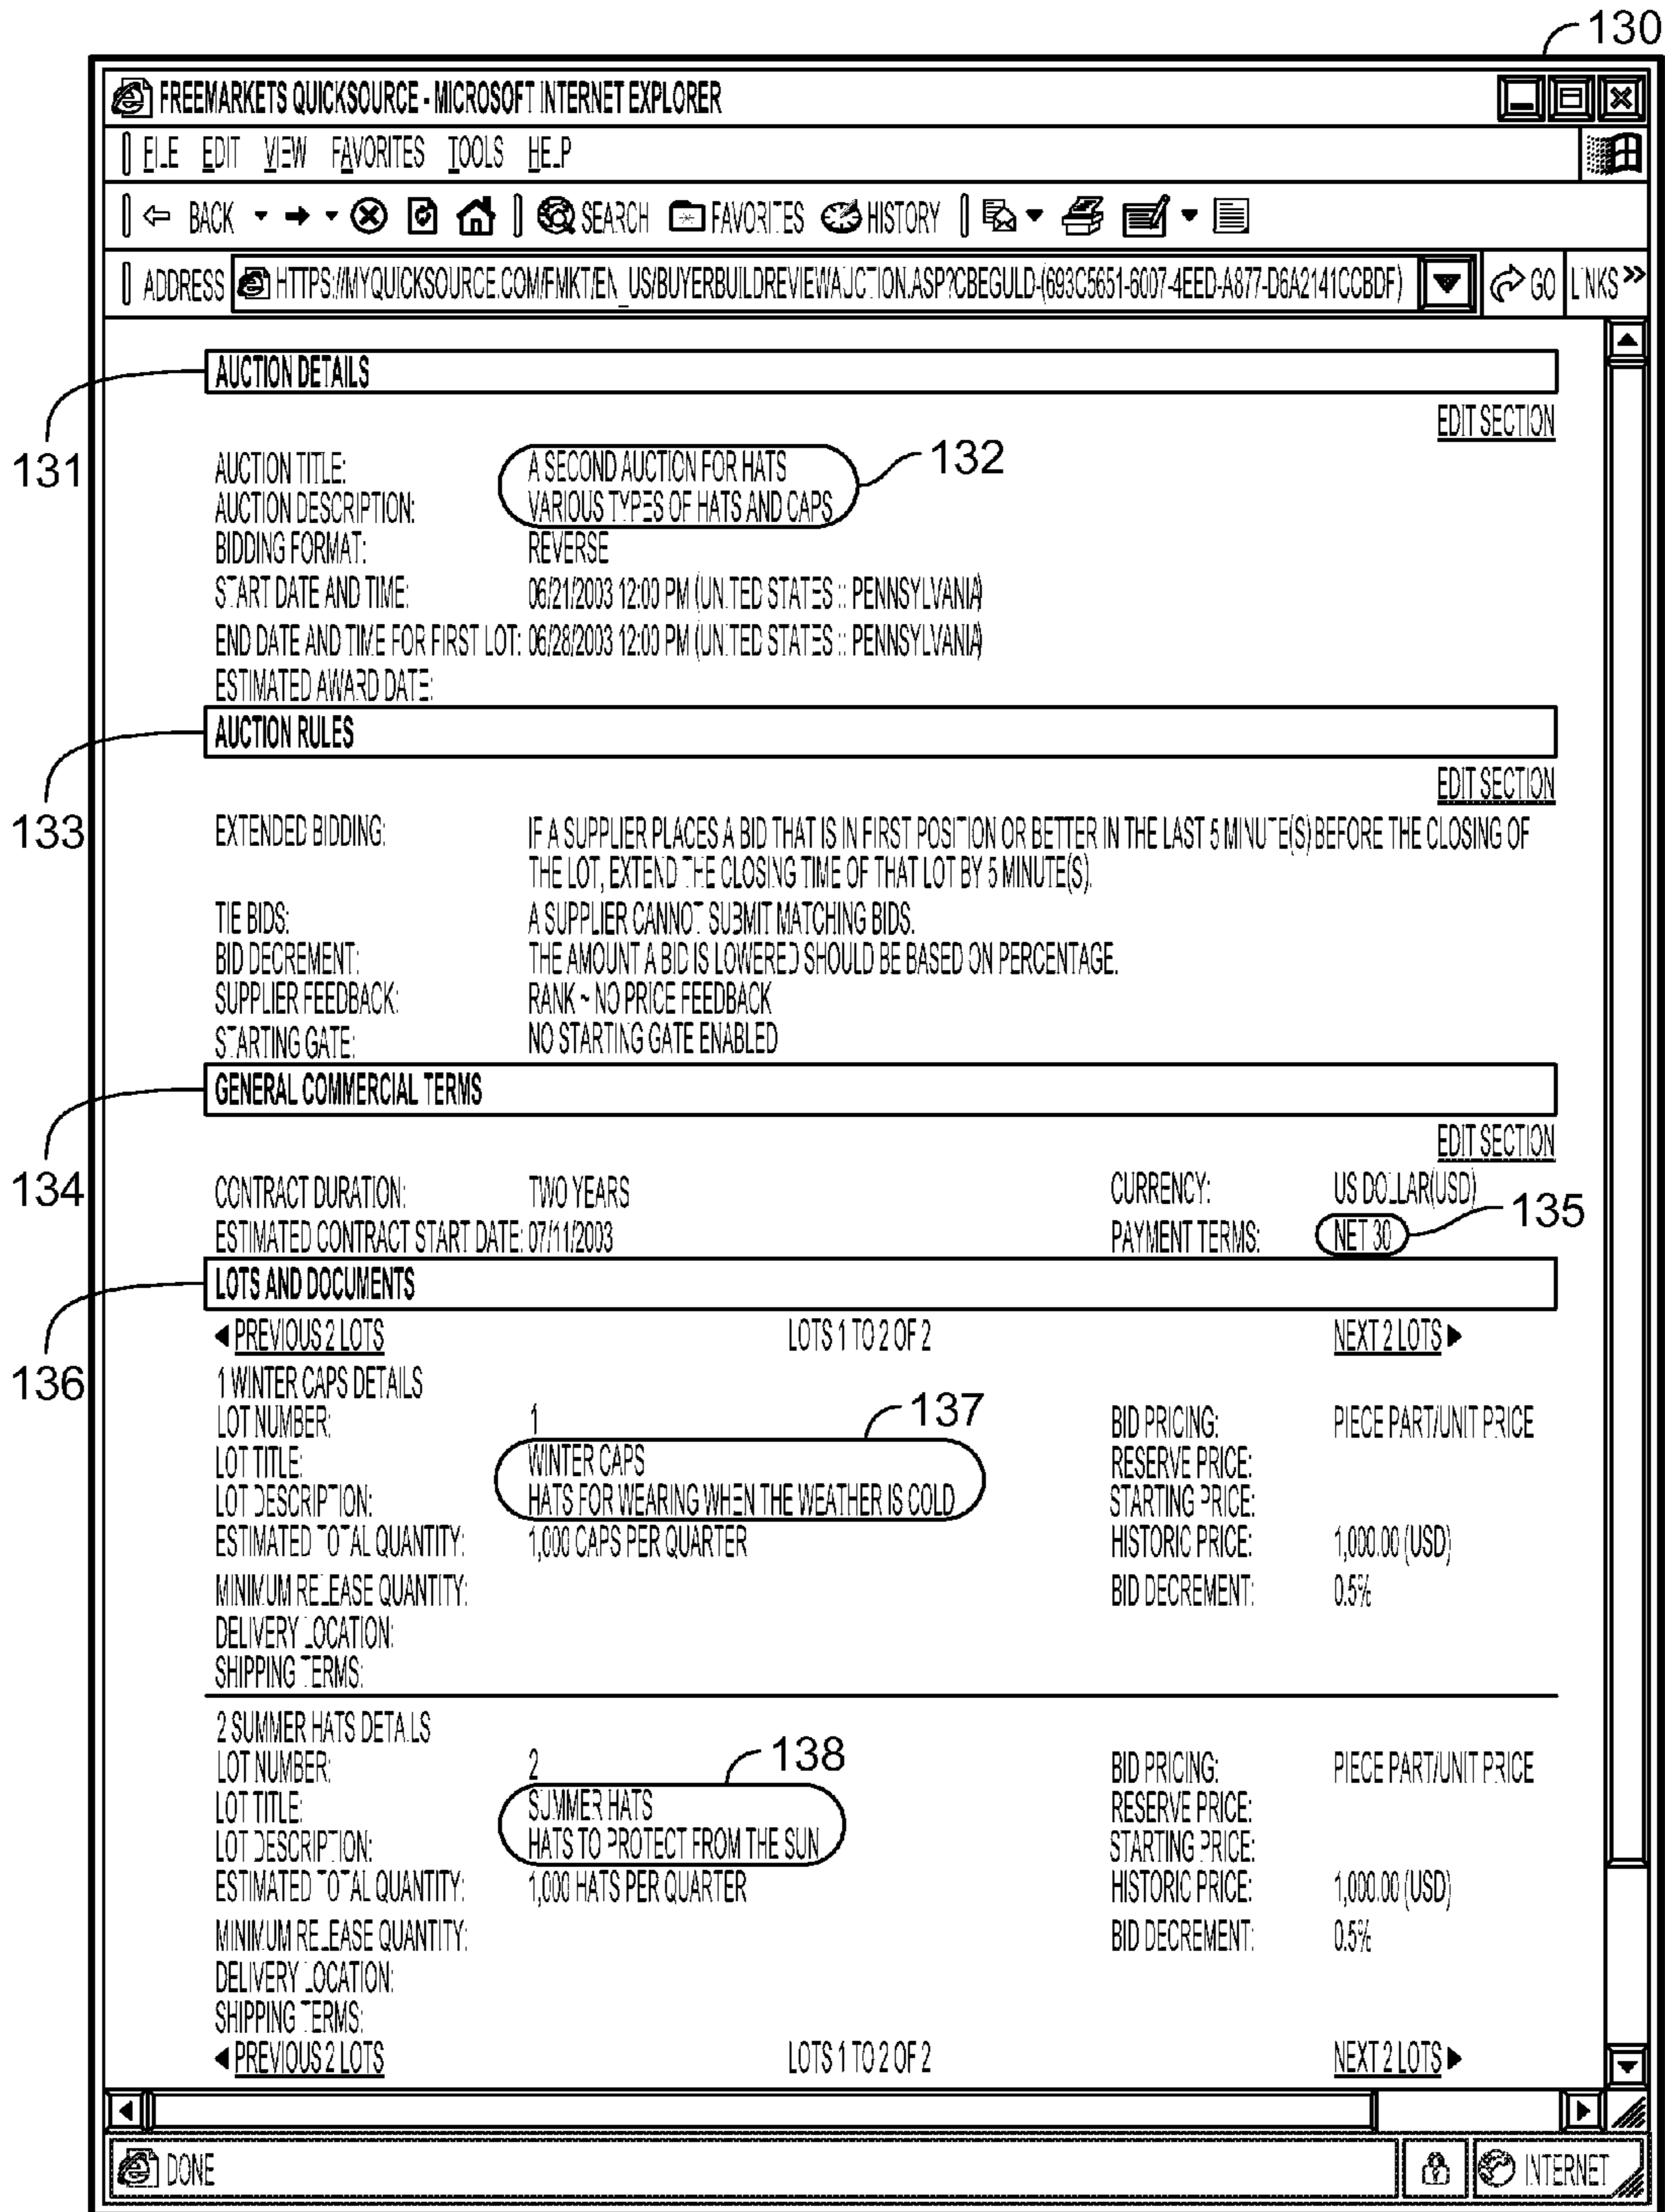 130
FREEMARKETS QUICKSOURCE - MICROSOFT INTERNET EXPLORER
FILE EDIT VIEW FAVORITES TOOLS HELP
BACK SEARCH FAVORITES HISTORY
ADDRESS HTTPS://MYQUICKSOURCE.COM/FMKT/EN_US/BUYERBUILDREVIEWAUCTION.ASP?CBEGUILD-(693C5651-6007-4EED-A877-D6A2141CCBDF) GO LINKS »
131 AUCTION DETAILS
EDIT SECTION
AUCTION TITLE: A SECOND AUCTION FOR HATS 132
AUCTION DESCRIPTION: VARIOUS TYPES OF HATS AND CAPS
BIDDING FORMAT: REVERSE
START DATE AND TIME: 06/21/2003 12:00 PM (UNITED STATES :: PENNSYLVANIA)
END DATE AND TIME FOR FIRST LOT: 06/28/2003 12:00 PM (UNITED STATES :: PENNSYLVANIA)
ESTIMATED AWARD DATE:
133 AUCTION RULES
EDIT SECTION
EXTENDED BIDDING: IF A SUPPLIER PLACES A BID THAT IS IN FIRST POSITION OR BETTER IN THE LAST 5 MINUTE(S) BEFORE THE CLOSING OF
THE LOT, EXTEND THE CLOSING TIME OF THAT LOT BY 5 MINUTE(S).
TIE BIDS: A SUPPLIER CANNOT SUBMIT MATCHING BIDS.
BID DECREMENT: THE AMOUNT A BID IS LOWERED SHOULD BE BASED ON PERCENTAGE.
SUPPLIER FEEDBACK: RANK ~ NO PRICE FEEDBACK
STARTING GATE: NO STARTING GATE ENABLED
134 GENERAL COMMERCIAL TERMS
EDIT SECTION
CONTRACT DURATION: TWO YEARS CURRENCY: US DOLLAR(USD)
ESTIMATED CONTRACT START DATE: 07/11/2003 PAYMENT TERMS: NET 30 135
136 LOTS AND DOCUMENTS
PREVIOUS 2 LOTS LOTS 1 TO 2 OF 2 NEXT 2 LOTS
1 WINTER CAPS DETAILS
LOT NUMBER: 1 137 BID PRICING: PIECE PART/UNIT PRICE
LOT TITLE: WINTER CAPS RESERVE PRICE:
LOT DESCRIPTION: HATS FOR WEARING WHEN THE WEATHER IS COLD STARTING PRICE:
ESTIMATED TOTAL QUANTITY: 1,000 CAPS PER QUARTER HISTORIC PRICE: 1,000.00 (USD)
MINIMUM RELEASE QUANTITY: BID DECREMENT: 0.5%
DELIVERY LOCATION:
SHIPPING TERMS:
2 SUMMER HATS DETAILS
LOT NUMBER: 2 138 BID PRICING: PIECE PART/UNIT PRICE
LOT TITLE: SUMMER HATS RESERVE PRICE:
LOT DESCRIPTION: HATS TO PROTECT FROM THE SUN STARTING PRICE:
ESTIMATED TOTAL QUANTITY: 1,000 HATS PER QUARTER HISTORIC PRICE: 1,000.00 (USD)
MINIMUM RELEASE QUANTITY: BID DECREMENT: 0.5%
DELIVERY LOCATION:
SHIPPING TERMS:
PREVIOUS 2 LOTS LOTS 1 TO 2 OF 2 NEXT 2 LOTS
DONE INTERNET